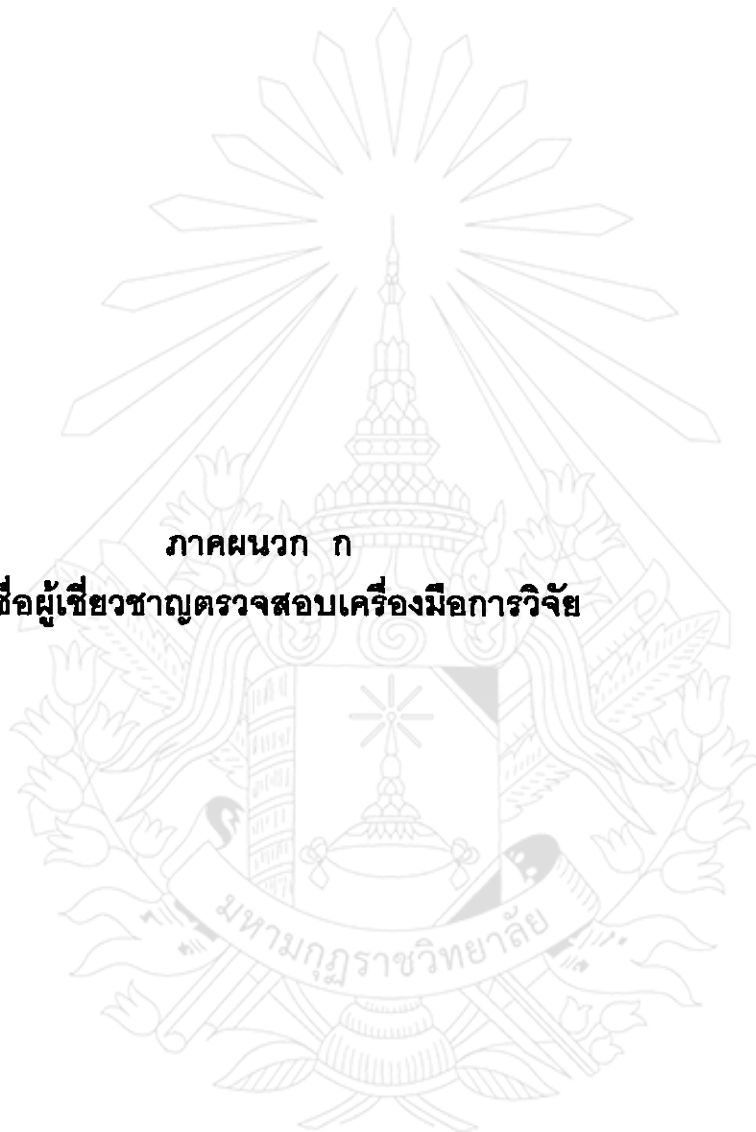 ภาคผนวก ก
ชื่อผู้เชี่ยวชาญตรวจสอบเครื่องมือการวิจัย
มหามกุฏราชวิทยาลัย